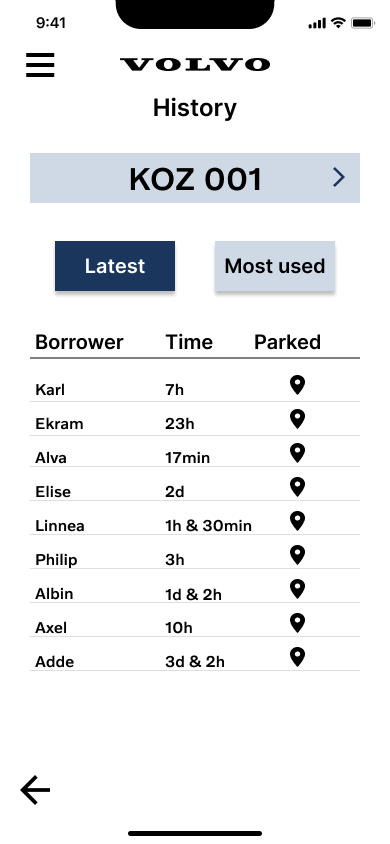 9:41
VOLVO
History
KOZ 001
Latest Most used
Borrower Time Parked
Karl 7h
Ekram 23h
Alva 17min
Elise 2d
Linnea 1h & 30min
Philip 3h
Albin 1d & 2h
Axel 10h
Adde 3d & 2h